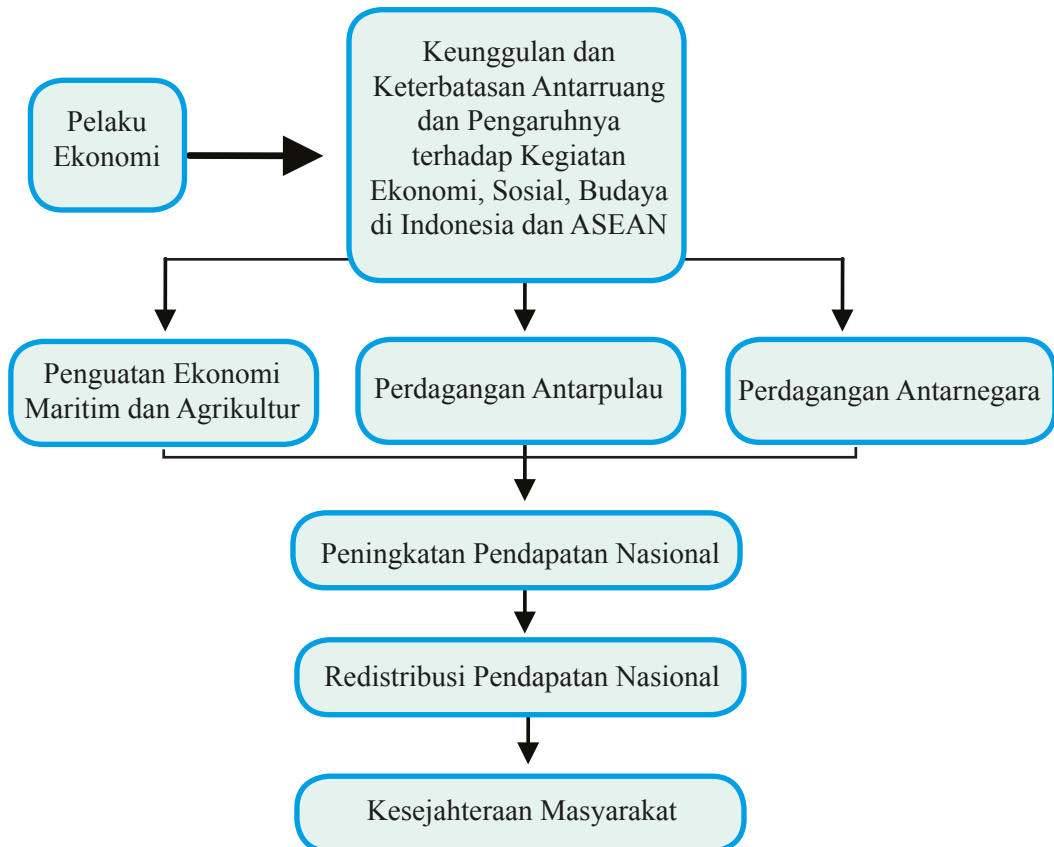 Pelaku
Ekonomi
Keunggulan dan
Keterbatasan Antarruang
dan Pengaruhnya
terhadap Kegiatan
Ekonomi, Sosial, Budaya
di Indonesia dan ASEAN
Penguatan Ekonomi
Maritim dan Agrikultur
Perdagangan Antarpulau
Perdagangan Antarnegara
Peningkatan Pendapatan Nasional
Redistribusi Pendapatan Nasional
Kesejahteraan Masyarakat